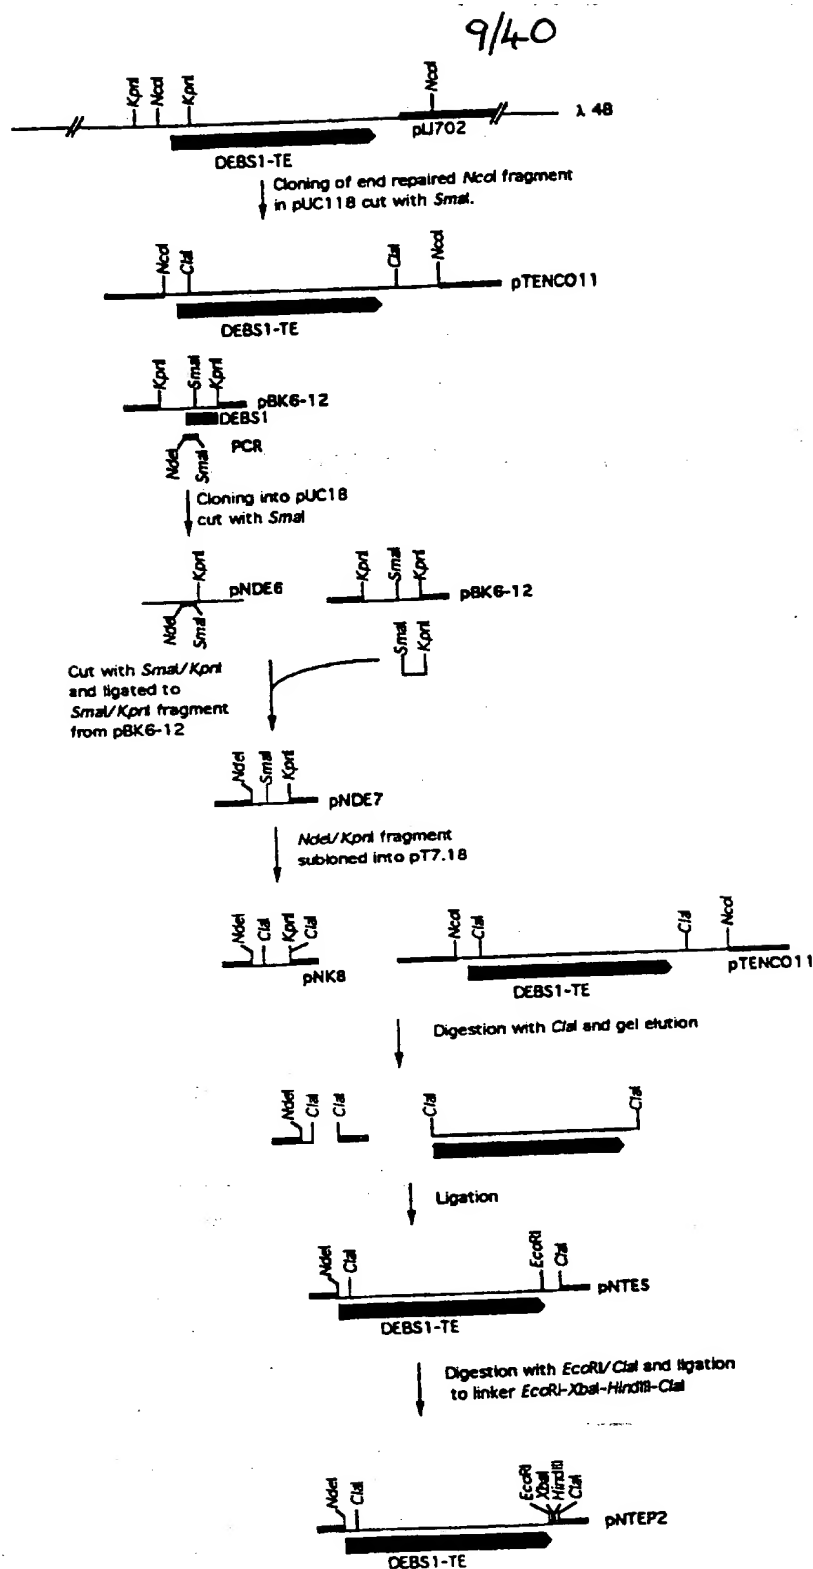 9/40
KpnI NcoI KpnI NcoI
λ 48
pIJ702
DEBS1-TE
Cloning of end repaired NcoI fragment
in pUC118 cut with SmaI.
NcoI ClaI ClaI NcoI
pTENCO11
DEBS1-TE
KpnI SmaI KpnI
pBK6-12
DEBS1
NdeI SmaI PCR
Cloning into pUC18
cut with SmaI
KpnI
pNDE6
NdeI SmaI
KpnI SmaI KpnI
pBK6-12
SmaI KpnI
Cut with SmaI/KpnI
and ligated to
SmaI/KpnI fragment
from pBK6-12
NdeI SmaI KpnI
pNDE7
NdeI/KpnI fragment
subloned into pT7.18
NdeI ClaI KpnI ClaI
pNK8
NcoI ClaI ClaI NcoI
pTENCO11
DEBS1-TE
Digestion with ClaI and gel elution
NdeI ClaI ClaI ClaI ClaI
Ligation
NdeI ClaI EcoRI ClaI
pNTE5
DEBS1-TE
Digestion with EcoRI/ClaI and ligation
to linker EcoRI-XbaI-HindIII-ClaI
NdeI ClaI EcoRI XbaI HindIII ClaI
pNTEP2
DEBS1-TE